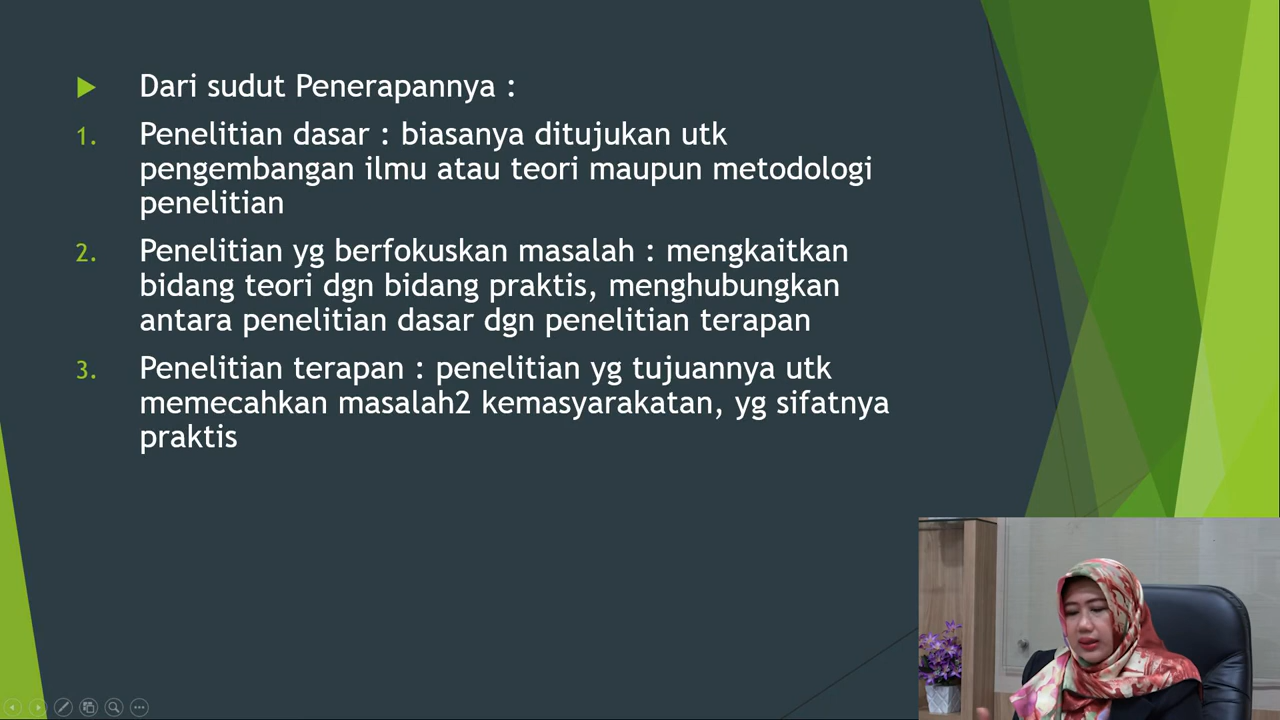 Dari sudut Penerapannya :
1. Penelitian dasar : biasanya ditujukan utk
pengembangan ilmu atau teori maupun metodologi
penelitian
2. Penelitian yg berfokuskan masalah : mengkaitkan
bidang teori dgn bidang praktis, menghubungkan
antara penelitian dasar dgn penelitian terapan
3. Penelitian terapan : penelitian yg tujuannya utk
memecahkan masalah2 kemasyarakatan, yg sifatnya
praktis